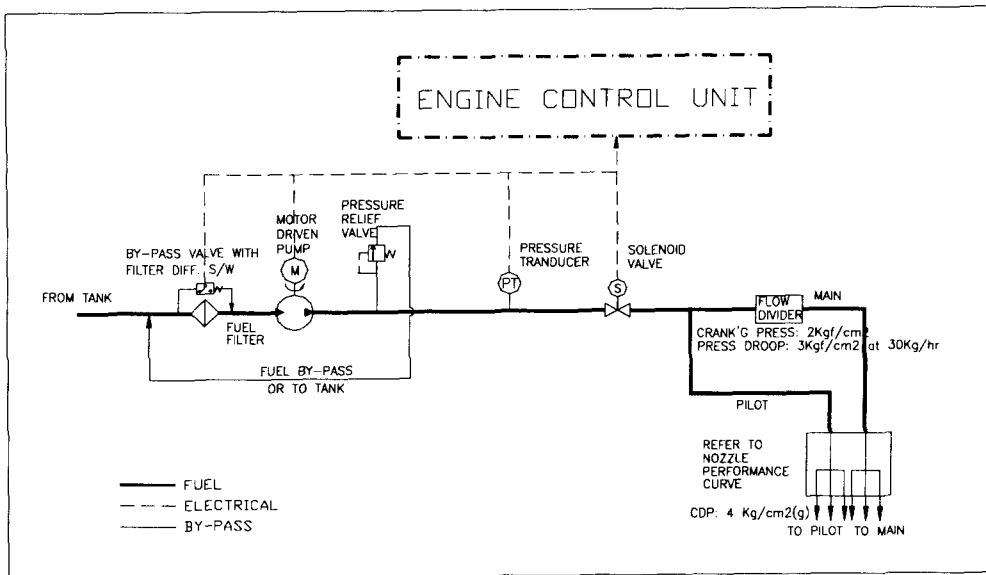 ENGINE CONTROL UNIT
MOTOR
DRIVEN
PUMP
PRESSURE
RELIEF
VALVE
BY-PASS VALVE WITH
FILTER DIFF. S/W
M
PRESSURE
TRANDUCER
SOLENOID
VALVE
PT
S
FROM TANK
FUEL
FILTER
FLOW
DIVIDER
MAIN
CRANK'G PRESS: 2Kgf/cm2
PRESS DROOP: 3Kgf/cm2 at 30Kg/hr
FUEL BY-PASS
OR TO TANK
PILOT
REFER TO
NOZZLE
PERFORMANCE
CURVE
CDP: 4 Kg/cm2(g)
TO PILOT TO MAIN
FUEL
ELECTRICAL
BY-PASS